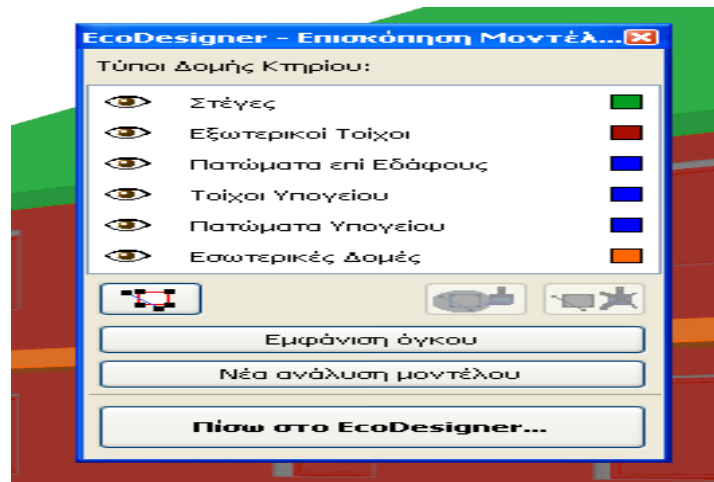 EcoDesigner - Επισκόπηση Μοντέλ...
Τύποι Δομής Κτηρίου:
Στέγες
Εξωτερικοί Τοίχοι
Πατώματα επί Εδάφους
Τοίχοι Υπογείου
Πατώματα Υπογείου
Εσωτερικές Δομές
Εμφάνιση όγκου
Νέα ανάλυση μοντέλου
Πίσω στο EcoDesigner...